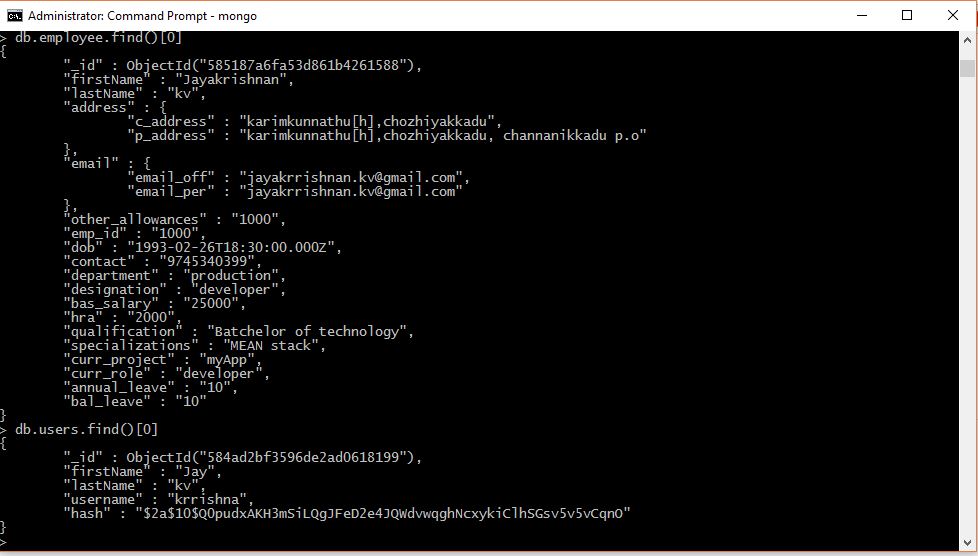 Administrator: Command Prompt - mongo
> db.employee.find()[0]
{
        "_id" : ObjectId("585187a6fa53d861b4261588"),
        "firstName" : "Jayakrishnan",
        "lastName" : "kv",
        "address" : {
                "c_address" : "karimkunnathu[h],chozhiyakkadu",
                "p_address" : "karimkunnathu[h],chozhiyakkadu, channanikkadu p.o"
        },
        "email" : {
                "email_off" : "jayakrrishnan.kv@gmail.com",
                "email_per" : "jayakrrishnan.kv@gmail.com"
        },
        "other_allowances" : "1000",
        "emp_id" : "1000",
        "dob" : "1993-02-26T18:30:00.000Z",
        "contact" : "9745340399",
        "department" : "production",
        "designation" : "developer",
        "bas_salary" : "25000",
        "hra" : "2000",
        "qualification" : "Batchelor of technology",
        "specializations" : "MEAN stack",
        "curr_project" : "myApp",
        "curr_role" : "developer",
        "annual_leave" : "10",
        "bal_leave" : "10"
}
> db.users.find()[0]
{
        "_id" : ObjectId("584ad2bf3596de2ad0618199"),
        "firstName" : "Jay",
        "lastName" : "kv",
        "username" : "krrishna",
        "hash" : "$2a$10$Q0pudxAKH3mSiLQgJFeD2e4JQWdvwqghNcxykiClhSGsv5v5vCqnO"
}
>